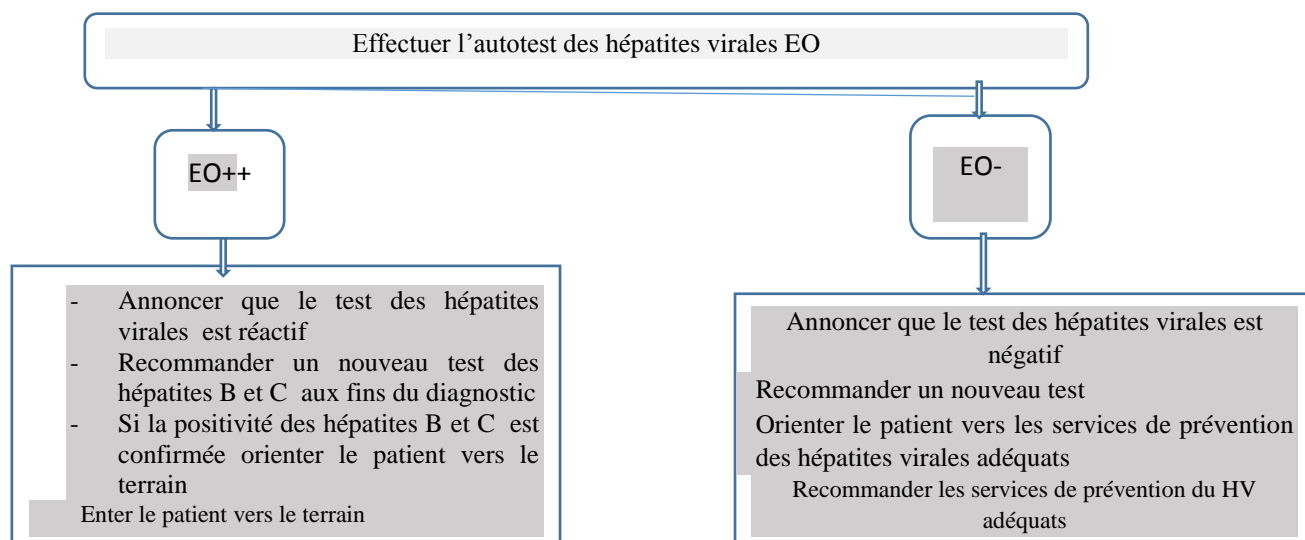 Effectuer l’autotest des hépatites virales EO
EO++
EO-
- Annoncer que le test des hépatites
virales est réactif
- Recommander un nouveau test des
hépatites B et C aux fins du diagnostic
- Si la positivité des hépatites B et C est
confirmée orienter le patient vers le
terrain
Enter le patient vers le terrain
Annoncer que le test des hépatites virales est
négatif
Recommander un nouveau test
Orienter le patient vers les services de prévention
des hépatites virales adéquats
Recommander les services de prévention du HV
adéquats